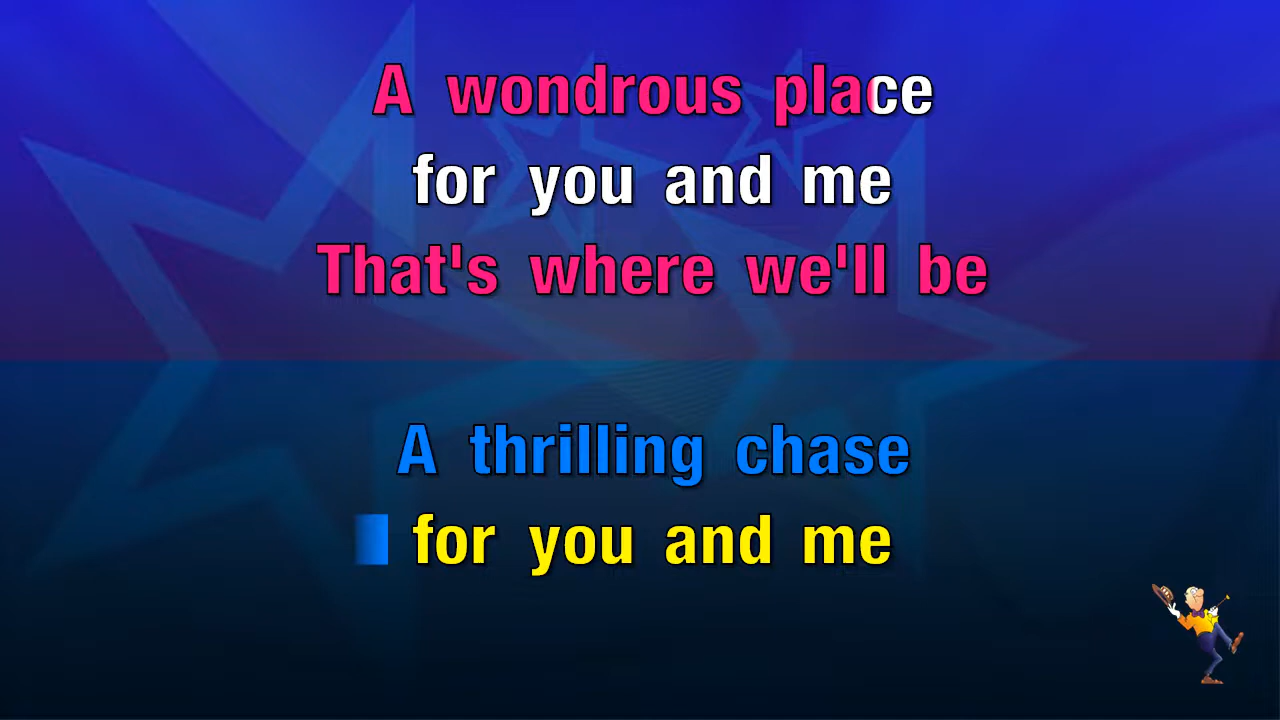 A wondrous place
for you and me
That's where we'll be
A thrilling chase
for you and me